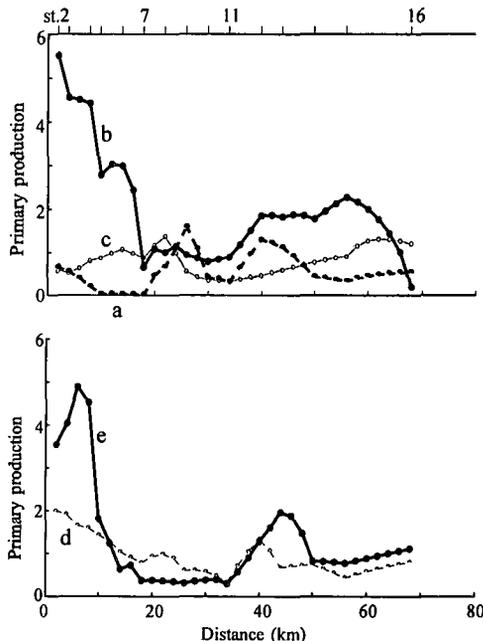 st.2 7 11 16
6
4
2
0
Primary production
b
c
a
6
4
2
0
Primary production
e
d
0 20 40 60 80
Distance (km)